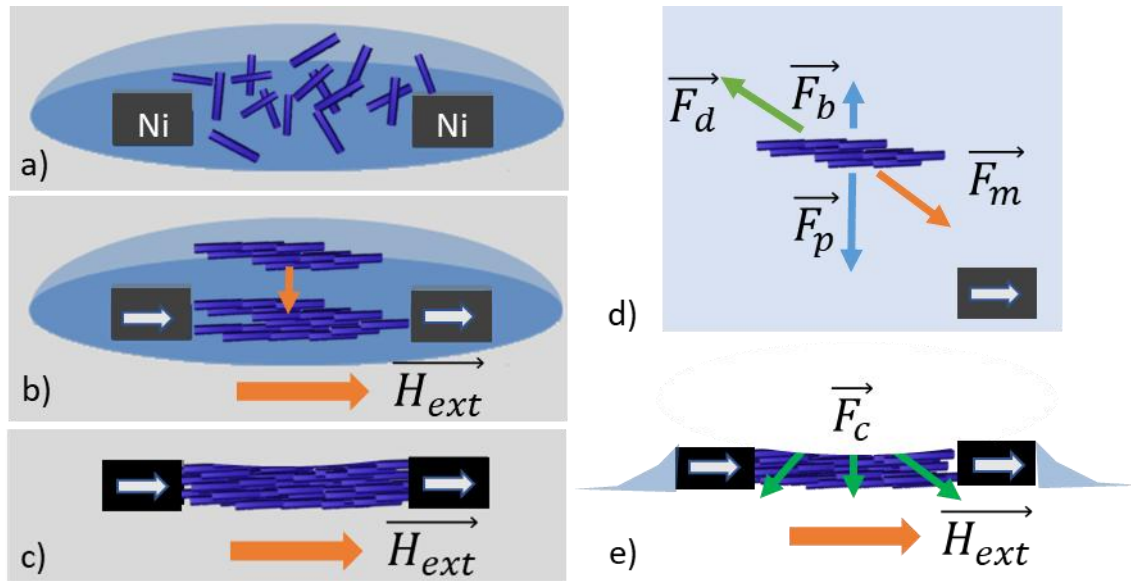 Ni
Ni
a)
b)
H_ext
c)
H_ext
F_d
F_b
F_m
F_p
d)
F_c
H_ext
e)